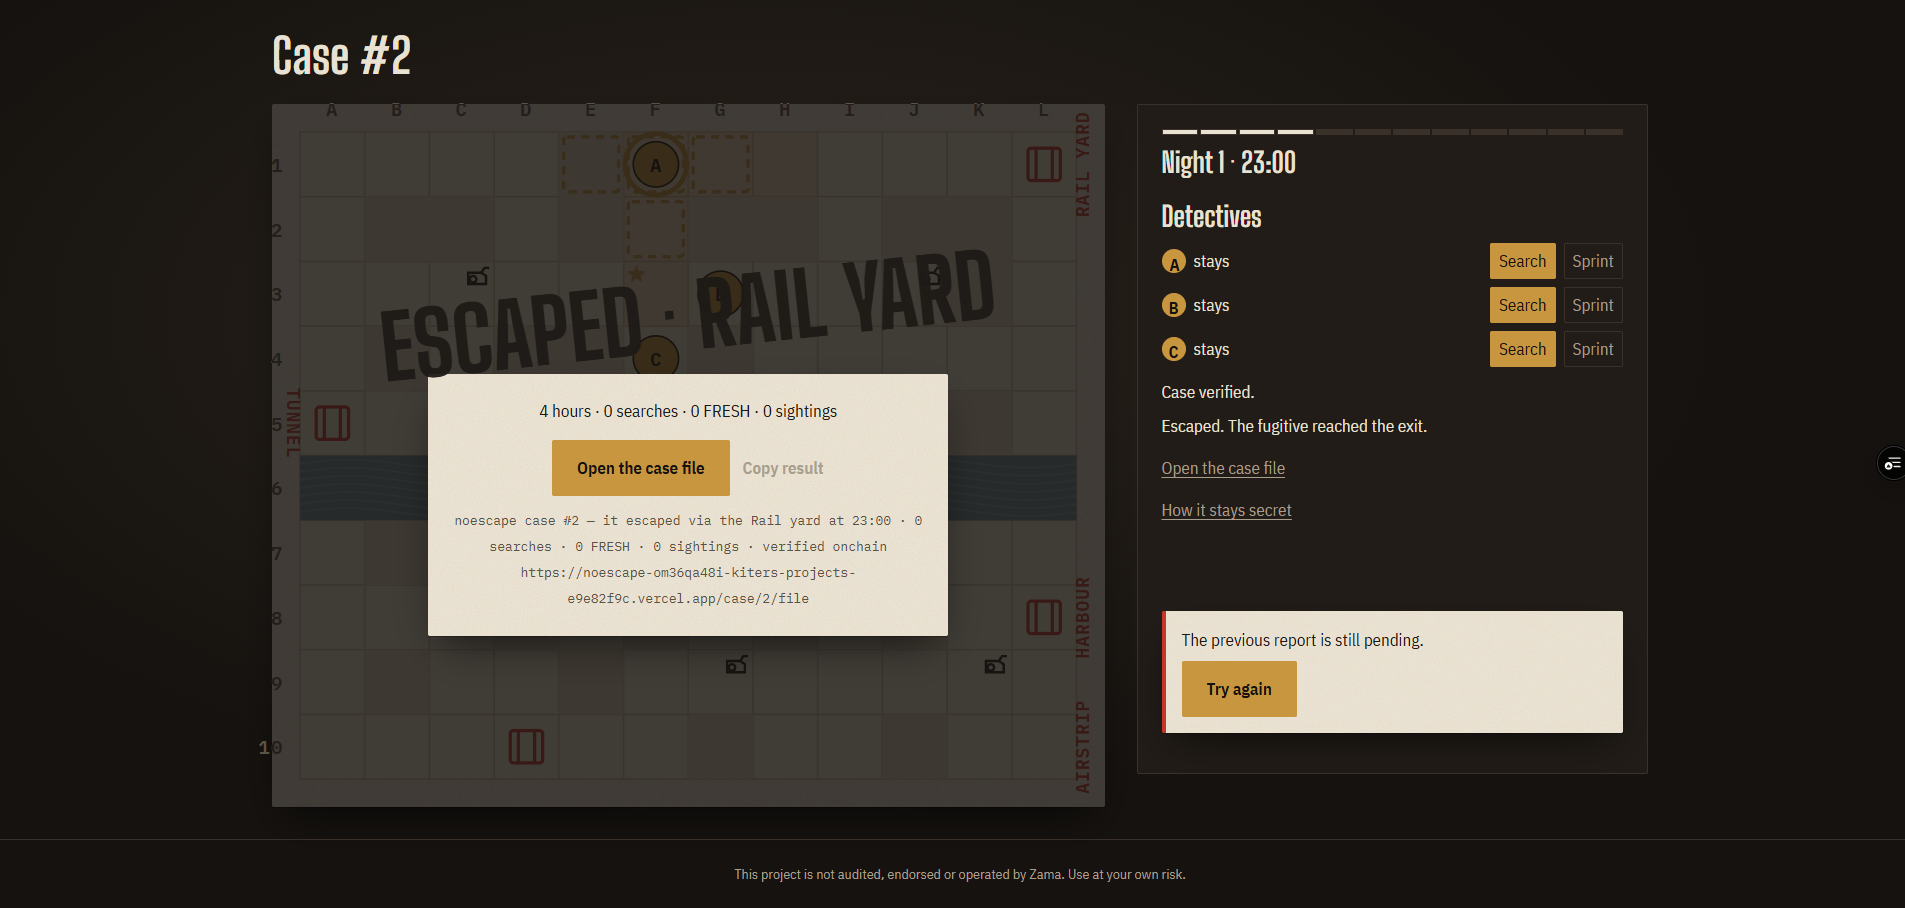 Case #2
A B C D E F G H I J K L
1
2
3
4
5
6
7
8
9
10
RAIL YARD
TUNNEL
HARBOUR
AIRSTRIP
A
C
ESCAPED · RAIL YARD
4 hours · 0 searches · 0 FRESH · 0 sightings
Open the case file
Copy result
noescape case #2 — it escaped via the Rail yard at 23:00 · 0
searches · 0 FRESH · 0 sightings · verified onchain
https://noescape-om36qa48i-kiters-projects-
e9e82f9c.vercel.app/case/2/file
Night 1 · 23:00
Detectives
A stays Search Sprint
B stays Search Sprint
C stays Search Sprint
Case verified.
Escaped. The fugitive reached the exit.
Open the case file
How it stays secret
The previous report is still pending.
Try again
This project is not audited, endorsed or operated by Zama. Use at your own risk.